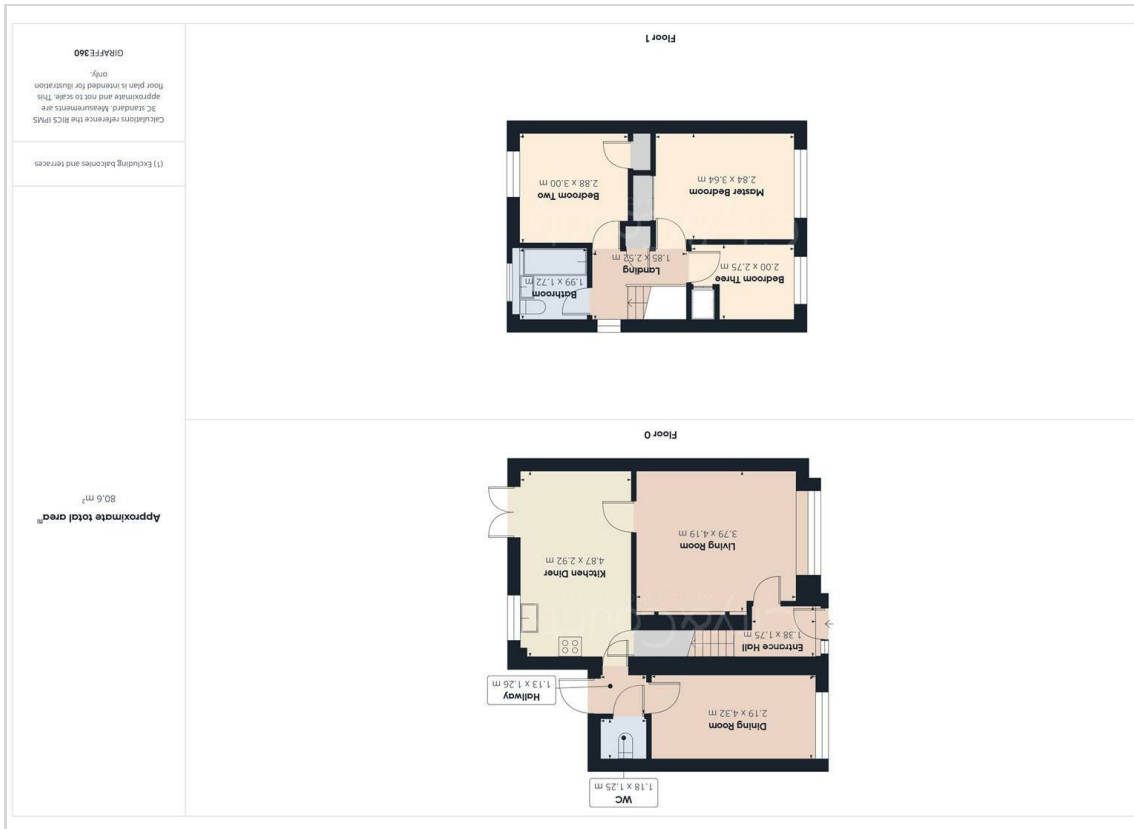 Floor 0
WC
1.18 x 1.25 m
Dining Room
2.19 x 4.32 m
Hallway
1.13 x 1.26 m
Entrance Hall
1.38 x 1.75 m
Kitchen Diner
4.87 x 2.92 m
Living Room
3.79 x 4.19 m
Floor 1
Bathroom
1.99 x 1.72 m
Landing
1.85 x 2.52 m
Bedroom Three
2.00 x 2.75 m
Bedroom Two
2.88 x 3.00 m
Master Bedroom
2.84 x 3.64 m
Approximate total area(1)
80.6 m²
(1) Excluding balconies and terraces
Calculations reference the RICS IPMS
3C standard. Measurements are
approximate and not to scale. This
floor plan is intended for illustration
only.
GIRAFFE360